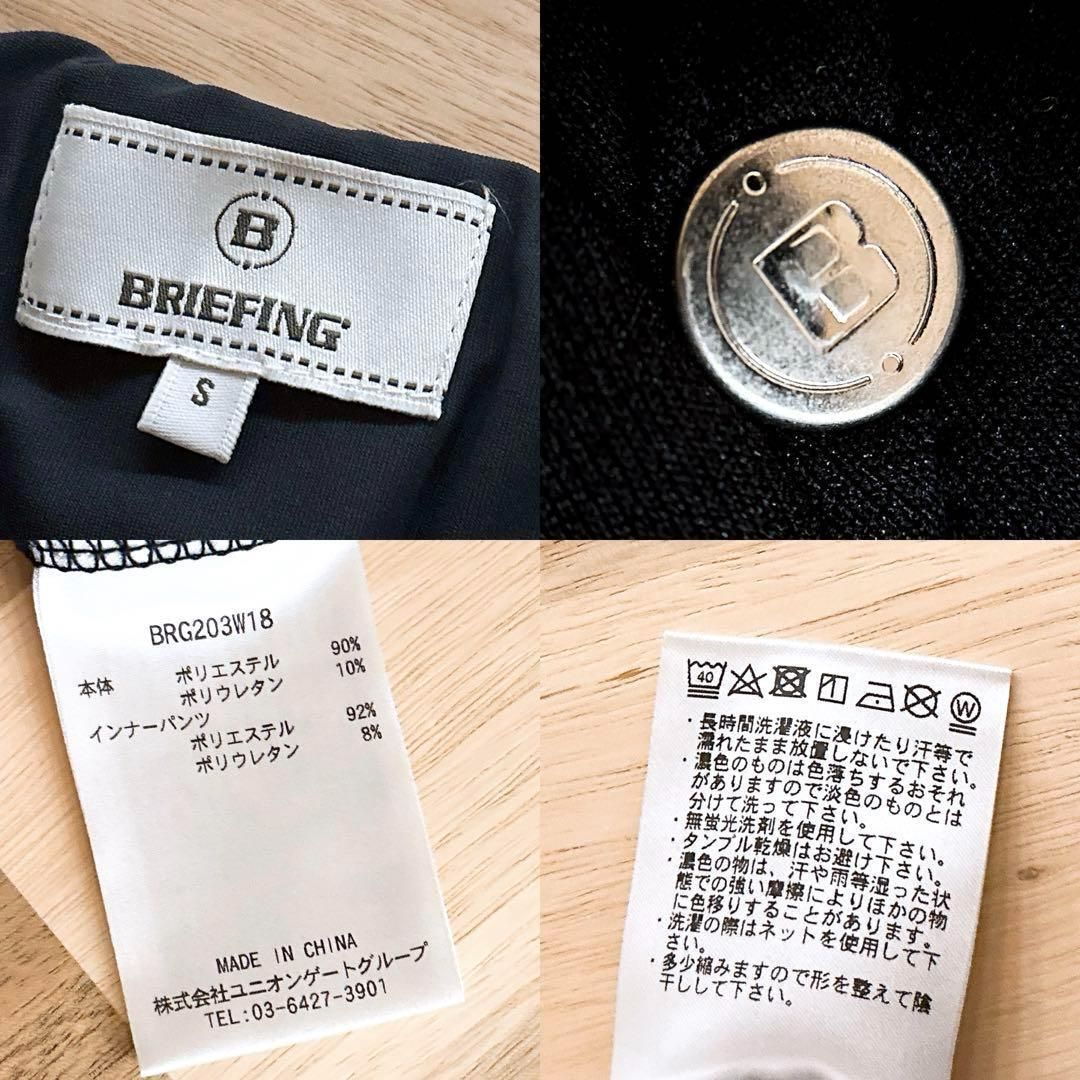 B
BRIEFING
S
B
BRG203W18
本体 ポリエステル 90%
ポリウレタン 10%
インナーパンツ
ポリエステル 92%
ポリウレタン 8%
MADE IN CHINA
株式会社ユニオンゲートグループ
TEL:03-6427-3901
40
W
・長時間洗濯液に浸けたり汗等で
濡れたまま放置しないで下さい。
・濃色のものは色落ちするおそれ
がありますので淡色のものとは
分けて洗って下さい。
・無蛍光洗剤を使用して下さい。
・タンブル乾燥はお避け下さい。
・濃色の物は、汗や雨等湿った状
態での強い摩擦によりほかの物
に色移りすることがあります。
・洗濯の際はネットを使用して下
さい。
・多少縮みますので形を整えて陰
干しして下さい。